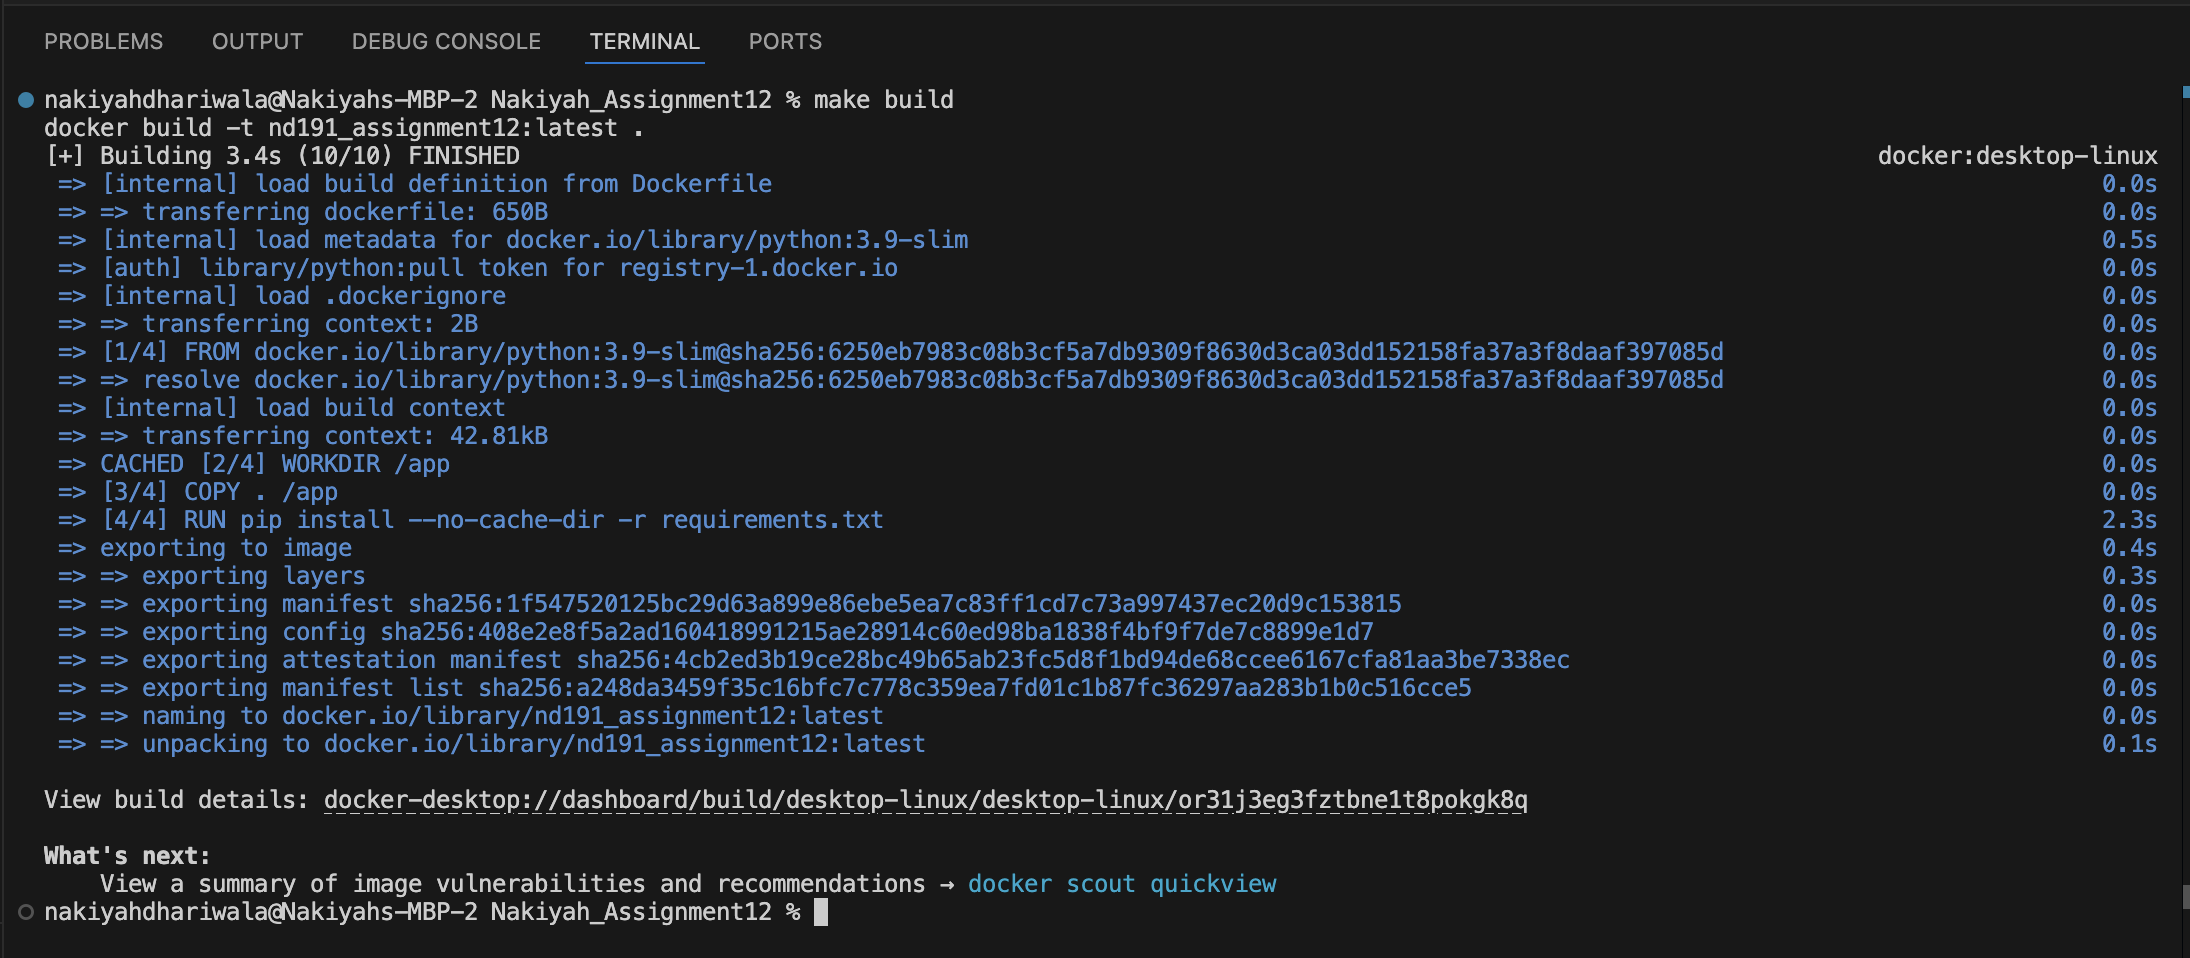 PROBLEMS OUTPUT DEBUG CONSOLE TERMINAL PORTS
nakiyahdhariwala@Nakiyahs-MBP-2 Nakiyah_Assignment12 % make build
docker build -t nd191_assignment12:latest .
[+] Building 3.4s (10/10) FINISHED docker:desktop-linux
=> [internal] load build definition from Dockerfile 0.0s
=> => transferring dockerfile: 650B 0.0s
=> [internal] load metadata for docker.io/library/python:3.9-slim 0.5s
=> [auth] library/python:pull token for registry-1.docker.io 0.0s
=> [internal] load .dockerignore 0.0s
=> => transferring context: 2B 0.0s
=> [1/4] FROM docker.io/library/python:3.9-slim@sha256:6250eb7983c08b3cf5a7db9309f8630d3ca03dd152158fa37a3f8daaf397085d 0.0s
=> => resolve docker.io/library/python:3.9-slim@sha256:6250eb7983c08b3cf5a7db9309f8630d3ca03dd152158fa37a3f8daaf397085d 0.0s
=> [internal] load build context 0.0s
=> => transferring context: 42.81kB 0.0s
=> CACHED [2/4] WORKDIR /app 0.0s
=> [3/4] COPY . /app 0.0s
=> [4/4] RUN pip install --no-cache-dir -r requirements.txt 2.3s
=> exporting to image 0.4s
=> => exporting layers 0.3s
=> => exporting manifest sha256:1f547520125bc29d63a899e86ebe5ea7c83ff1cd7c73a997437ec20d9c153815 0.0s
=> => exporting config sha256:408e2e8f5a2ad160418991215ae28914c60ed98ba1838f4bf9f7de7c8899e1d7 0.0s
=> => exporting attestation manifest sha256:4cb2ed3b19ce28bc49b65ab23fc5d8f1bd94de68ccee6167cfa81aa3be7338ec 0.0s
=> => exporting manifest list sha256:a248da3459f35c16bfc7c778c359ea7fd01c1b87fc36297aa283b1b0c516cce5 0.0s
=> => naming to docker.io/library/nd191_assignment12:latest 0.0s
=> => unpacking to docker.io/library/nd191_assignment12:latest 0.1s
View build details: docker-desktop://dashboard/build/desktop-linux/desktop-linux/or31j3eg3fztbne1t8pokgk8q
What's next:
View a summary of image vulnerabilities and recommendations → docker scout quickview
nakiyahdhariwala@Nakiyahs-MBP-2 Nakiyah_Assignment12 %